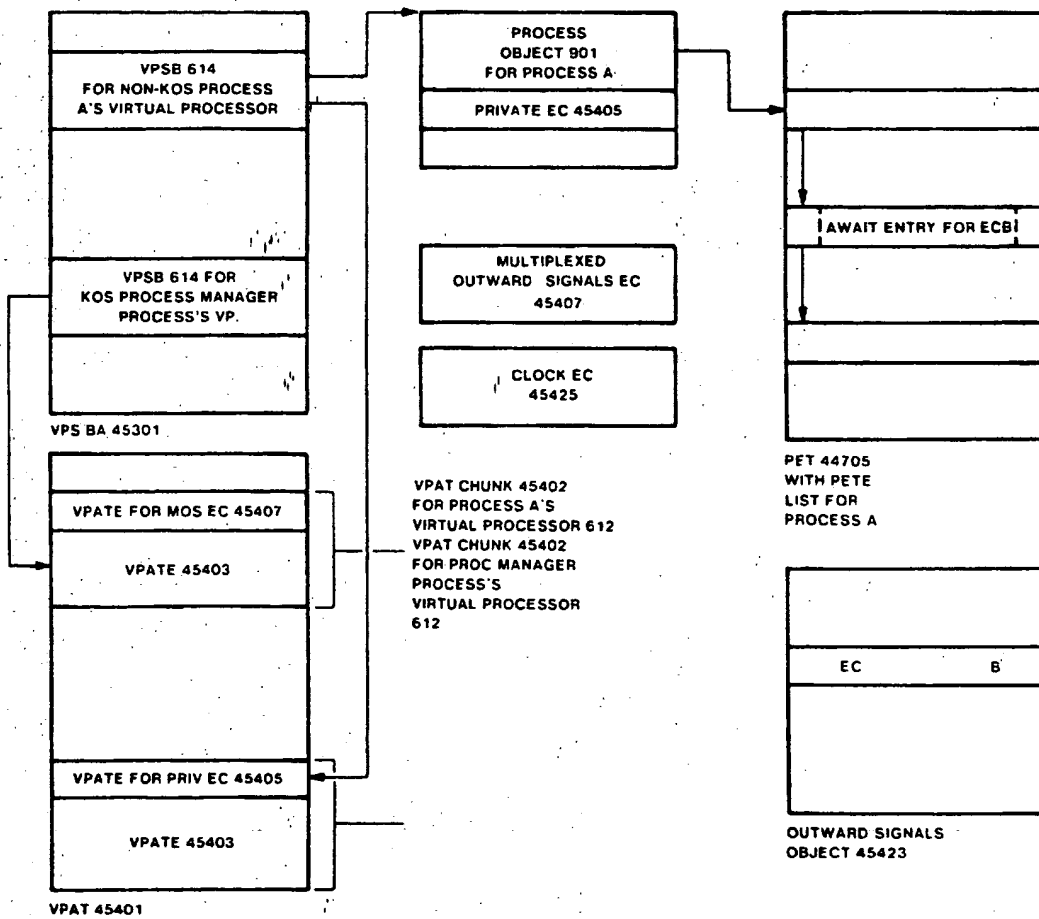 VPSB 614
FOR NON-KOS PROCESS
A'S VIRTUAL PROCESSOR
VPSB 614 FOR
KOS PROCESS MANAGER
PROCESS'S VP.
VPS BA 45301
VPATE FOR MOS EC 45407
VPATE 45403
VPATE FOR PRIV EC 45405
VPATE 45403
VPAT 45401
PROCESS
OBJECT 901
FOR PROCESS A
PRIVATE EC 45405
MULTIPLEXED
OUTWARD SIGNALS EC
45407
CLOCK EC
45425
VPAT CHUNK 45402
FOR PROCESS A'S
VIRTUAL PROCESSOR 612
VPAT CHUNK 45402
FOR PROC MANAGER
PROCESS'S
VIRTUAL PROCESSOR
612
AWAIT ENTRY FOR ECB
PET 44705
WITH PETE
LIST FOR
PROCESS A
EC B
OUTWARD SIGNALS
OBJECT 45423